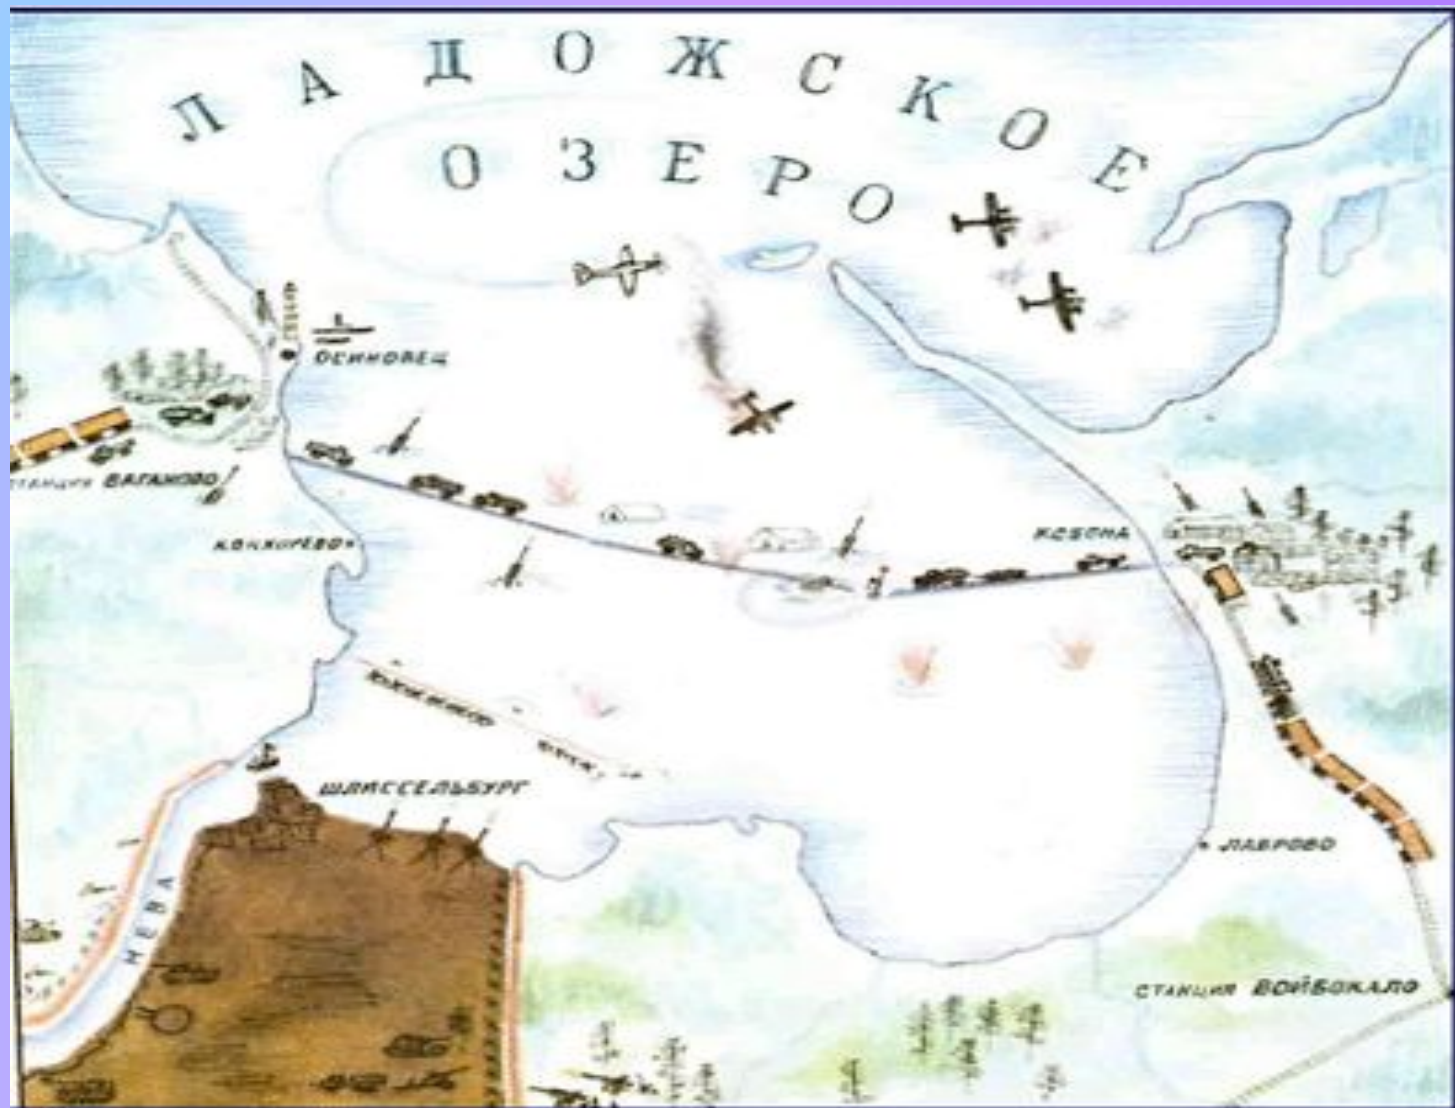 ЛАДОЖСКОЕ
ОЗЕРО
ОСИНОВЕЦ
СТАНЦИЯ ВАГАНОВО
КОККОРЕВО
КОБОНА
ШЛИССЕЛЬБУРГ
ЛАВРОВО
НЕВА
СТАНЦИЯ ВОЙБОКАЛО